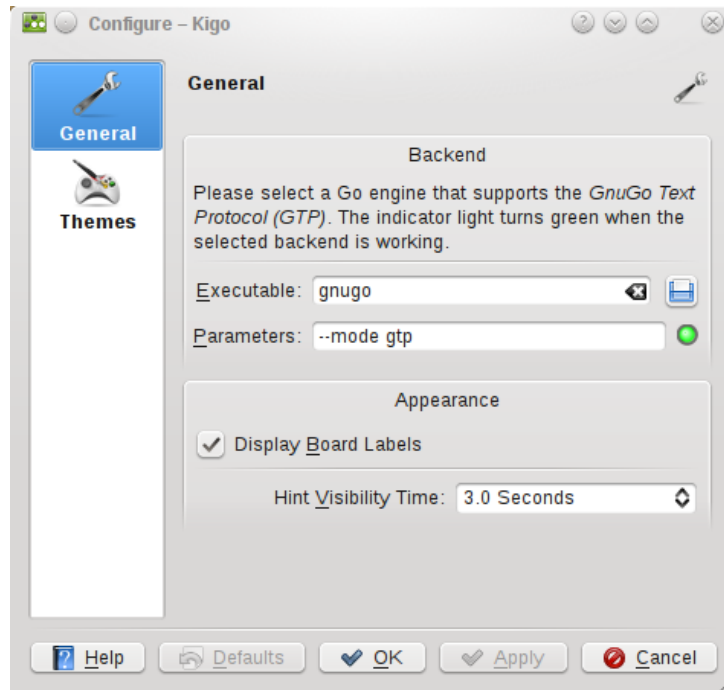 Configure – Kigo
General
Themes
General
Backend
Please select a Go engine that supports the GnuGo Text
Protocol (GTP). The indicator light turns green when the
selected backend is working.
Executable: gnugo
Parameters: --mode gtp
Appearance
Display Board Labels
Hint Visibility Time: 3.0 Seconds
Help Defaults OK Apply Cancel